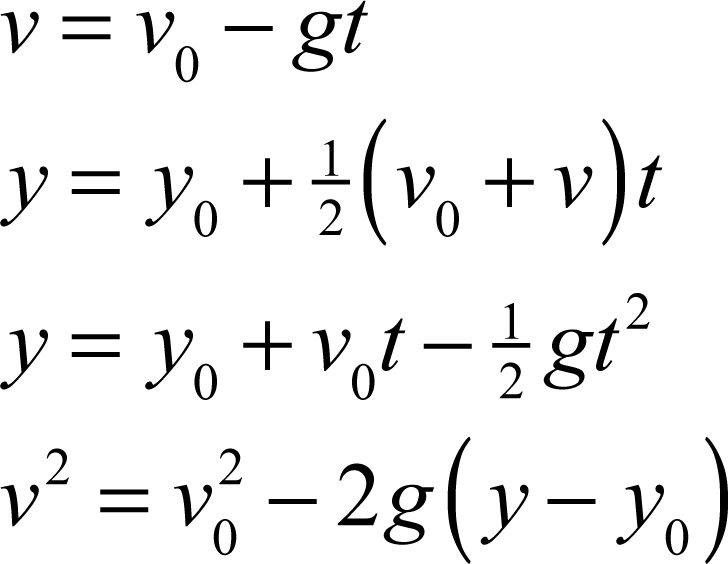 v = v₀ − gt
y = y₀ + ½(v₀ + v)t
y = y₀ + v₀t − ½gt²
v² = v₀² − 2g(y − y₀)